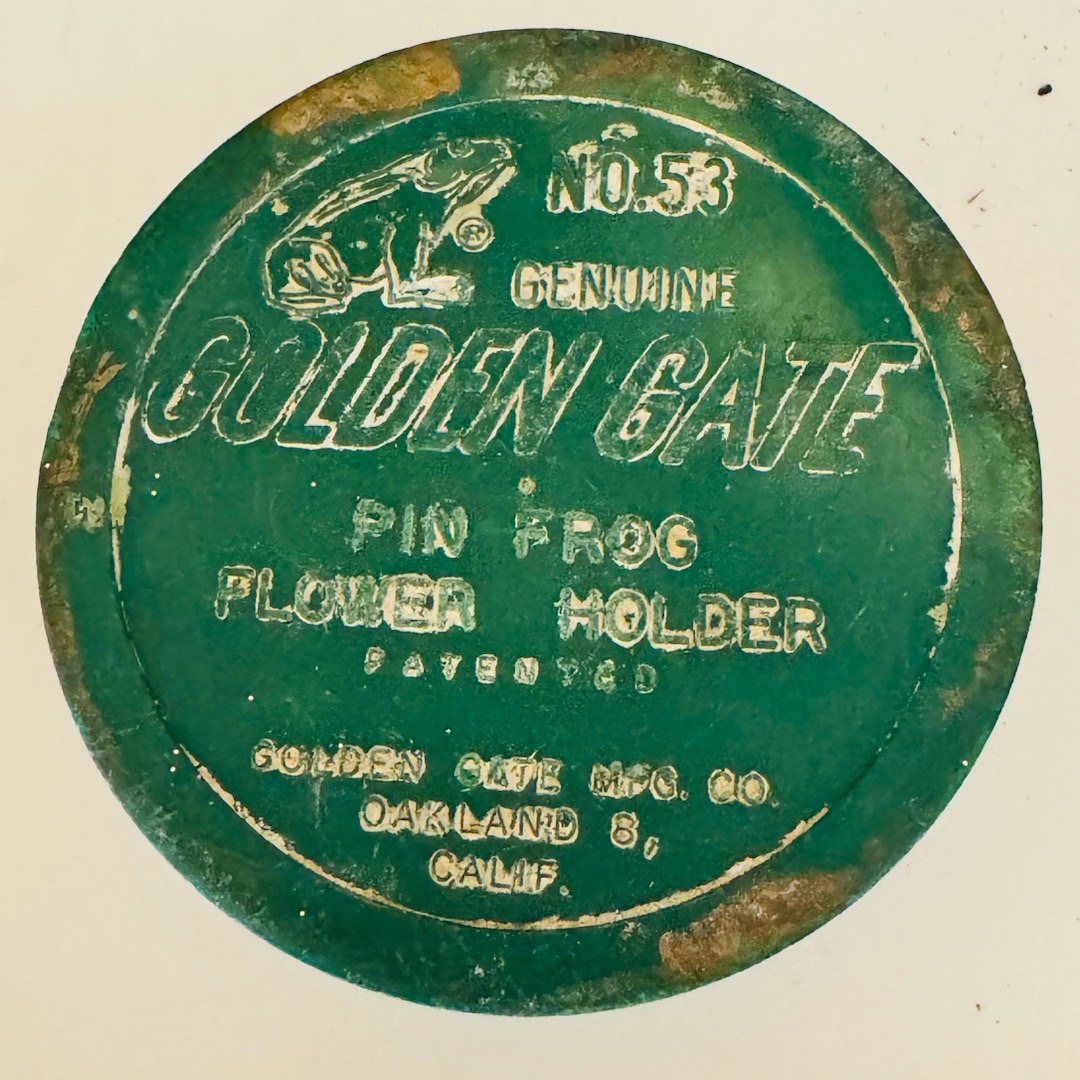 NO.53
®
GENUINE
GOLDEN GATE
PIN FROG
FLOWER HOLDER
PATENTED
GOLDEN GATE MFG. CO.
OAKLAND 8,
CALIF.